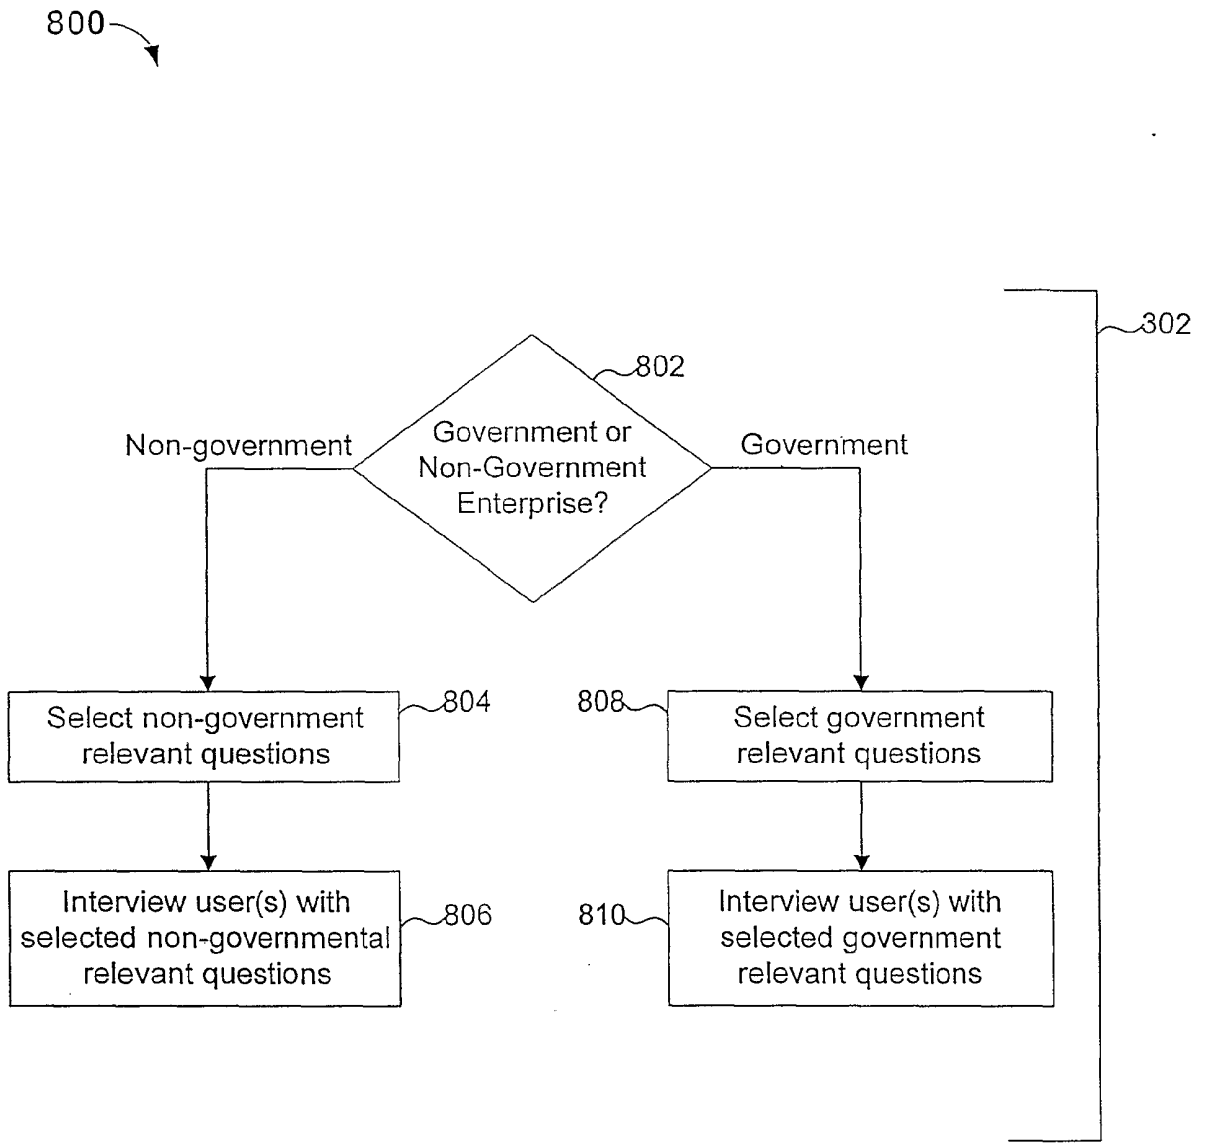 800
302
802
Government or
Non-Government
Enterprise?
Non-government
Government
804
Select non-government
relevant questions
808
Select government
relevant questions
806
Interview user(s) with
selected non-governmental
relevant questions
810
Interview user(s) with
selected government
relevant questions